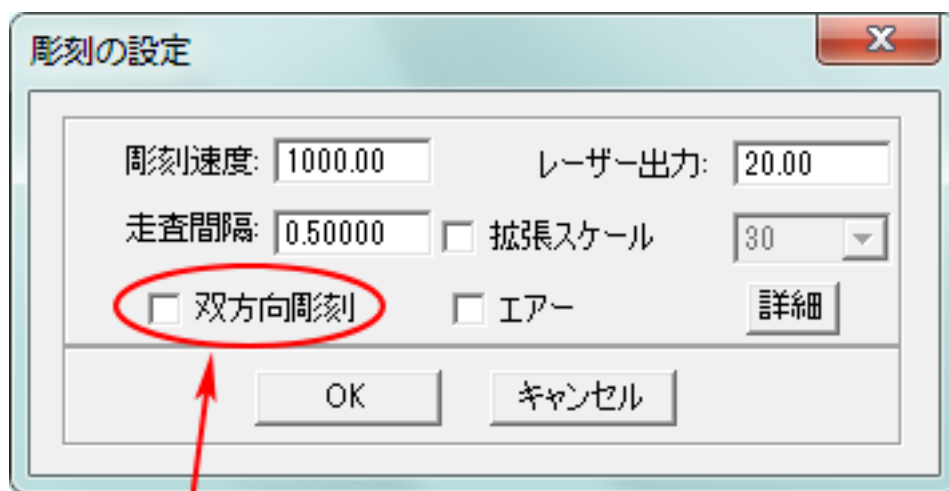 彫刻の設定
彫刻速度: 1000.00 レーザー出力: 20.00
走査間隔: 0.50000 拡張スケール 30
双方向彫刻 エアー 詳細
OK キャンセル